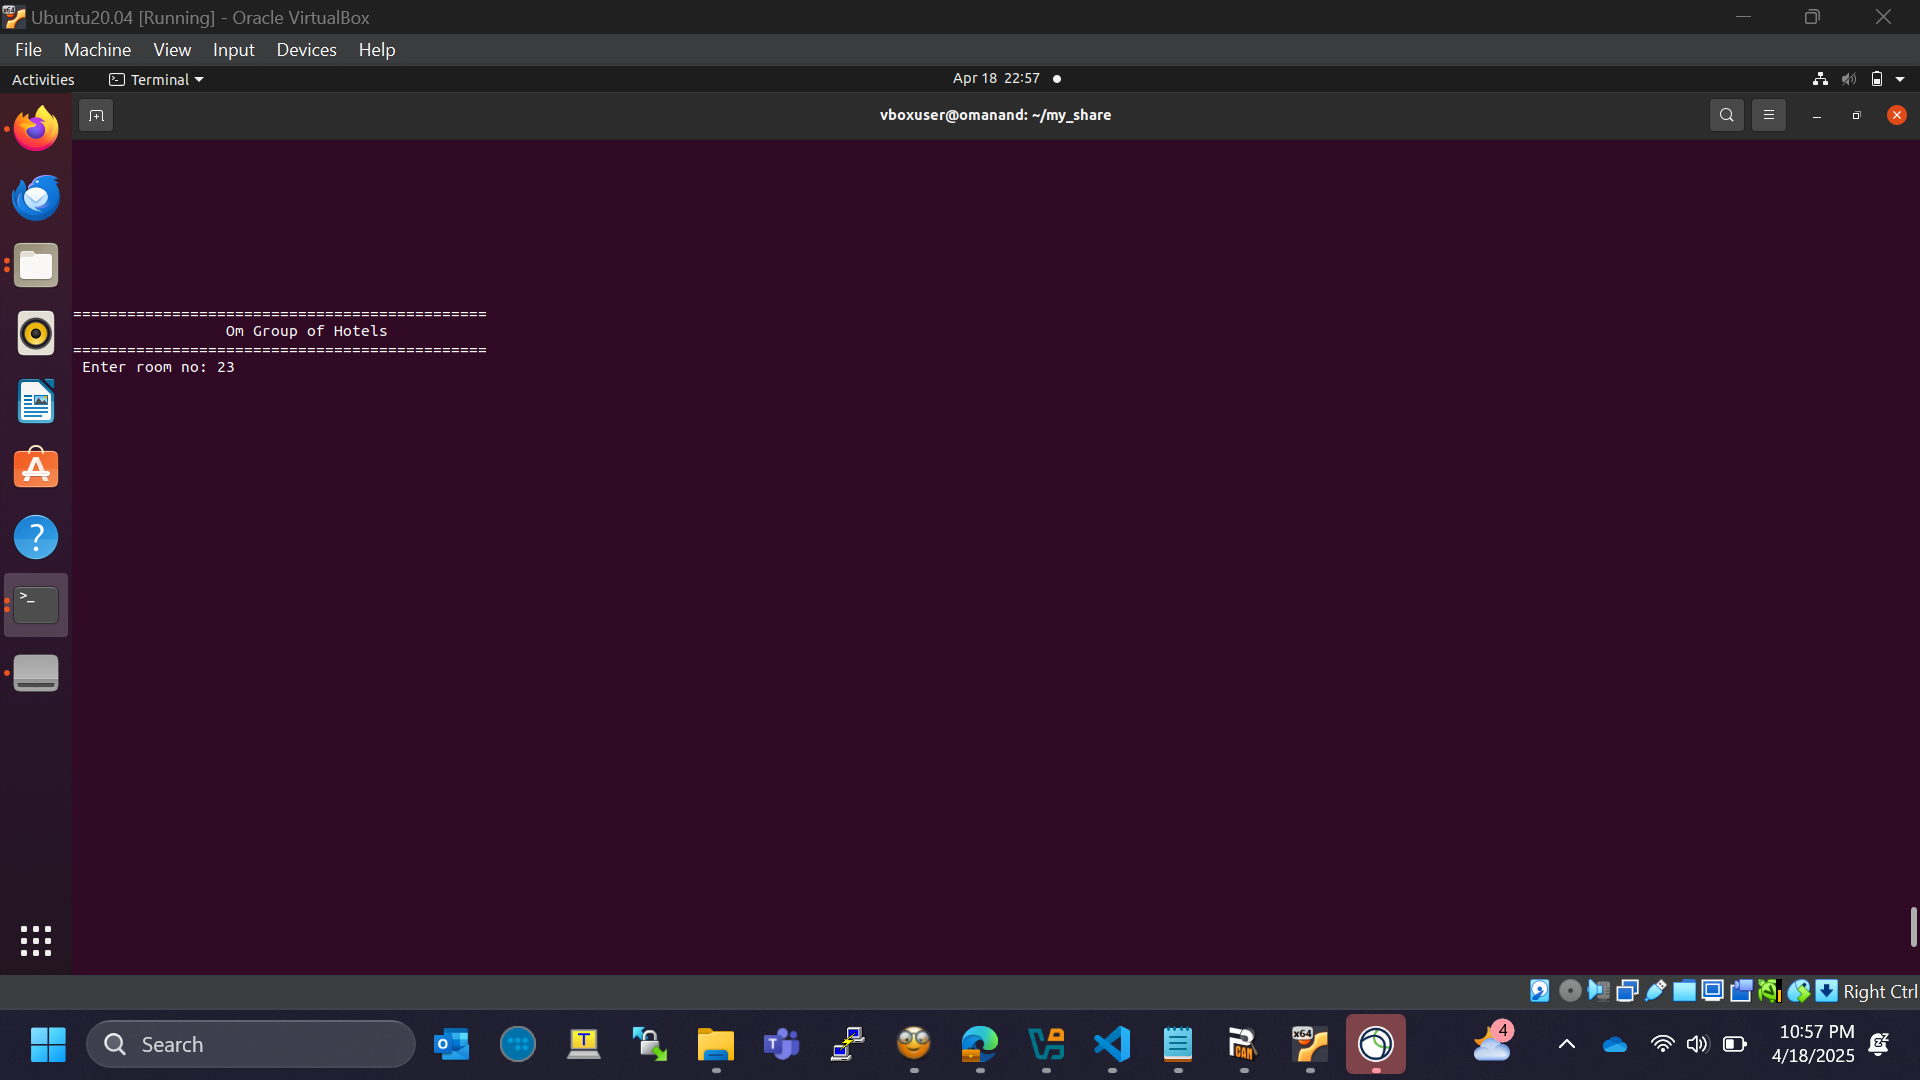 Ubuntu20.04 [Running] - Oracle VirtualBox
File Machine View Input Devices Help
Activities Terminal Apr 18 22:57
vboxuser@omanand: ~/my_share
==============================================
Om Group of Hotels
==============================================
Enter room no: 23
Right Ctrl
Search
4
10:57 PM
4/18/2025